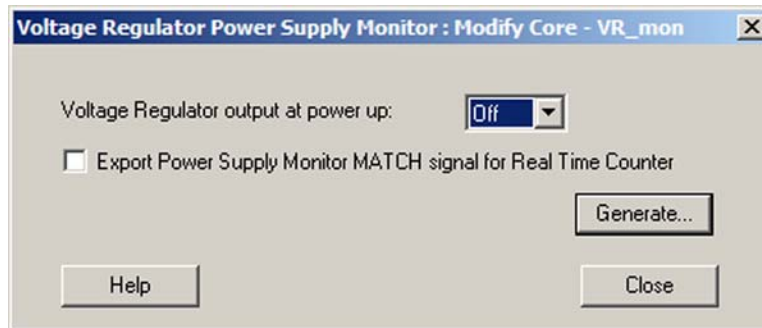 Voltage Regulator Power Supply Monitor : Modify Core - VR_mon
Voltage Regulator output at power up: Off
Export Power Supply Monitor MATCH signal for Real Time Counter
Generate...
Help Close